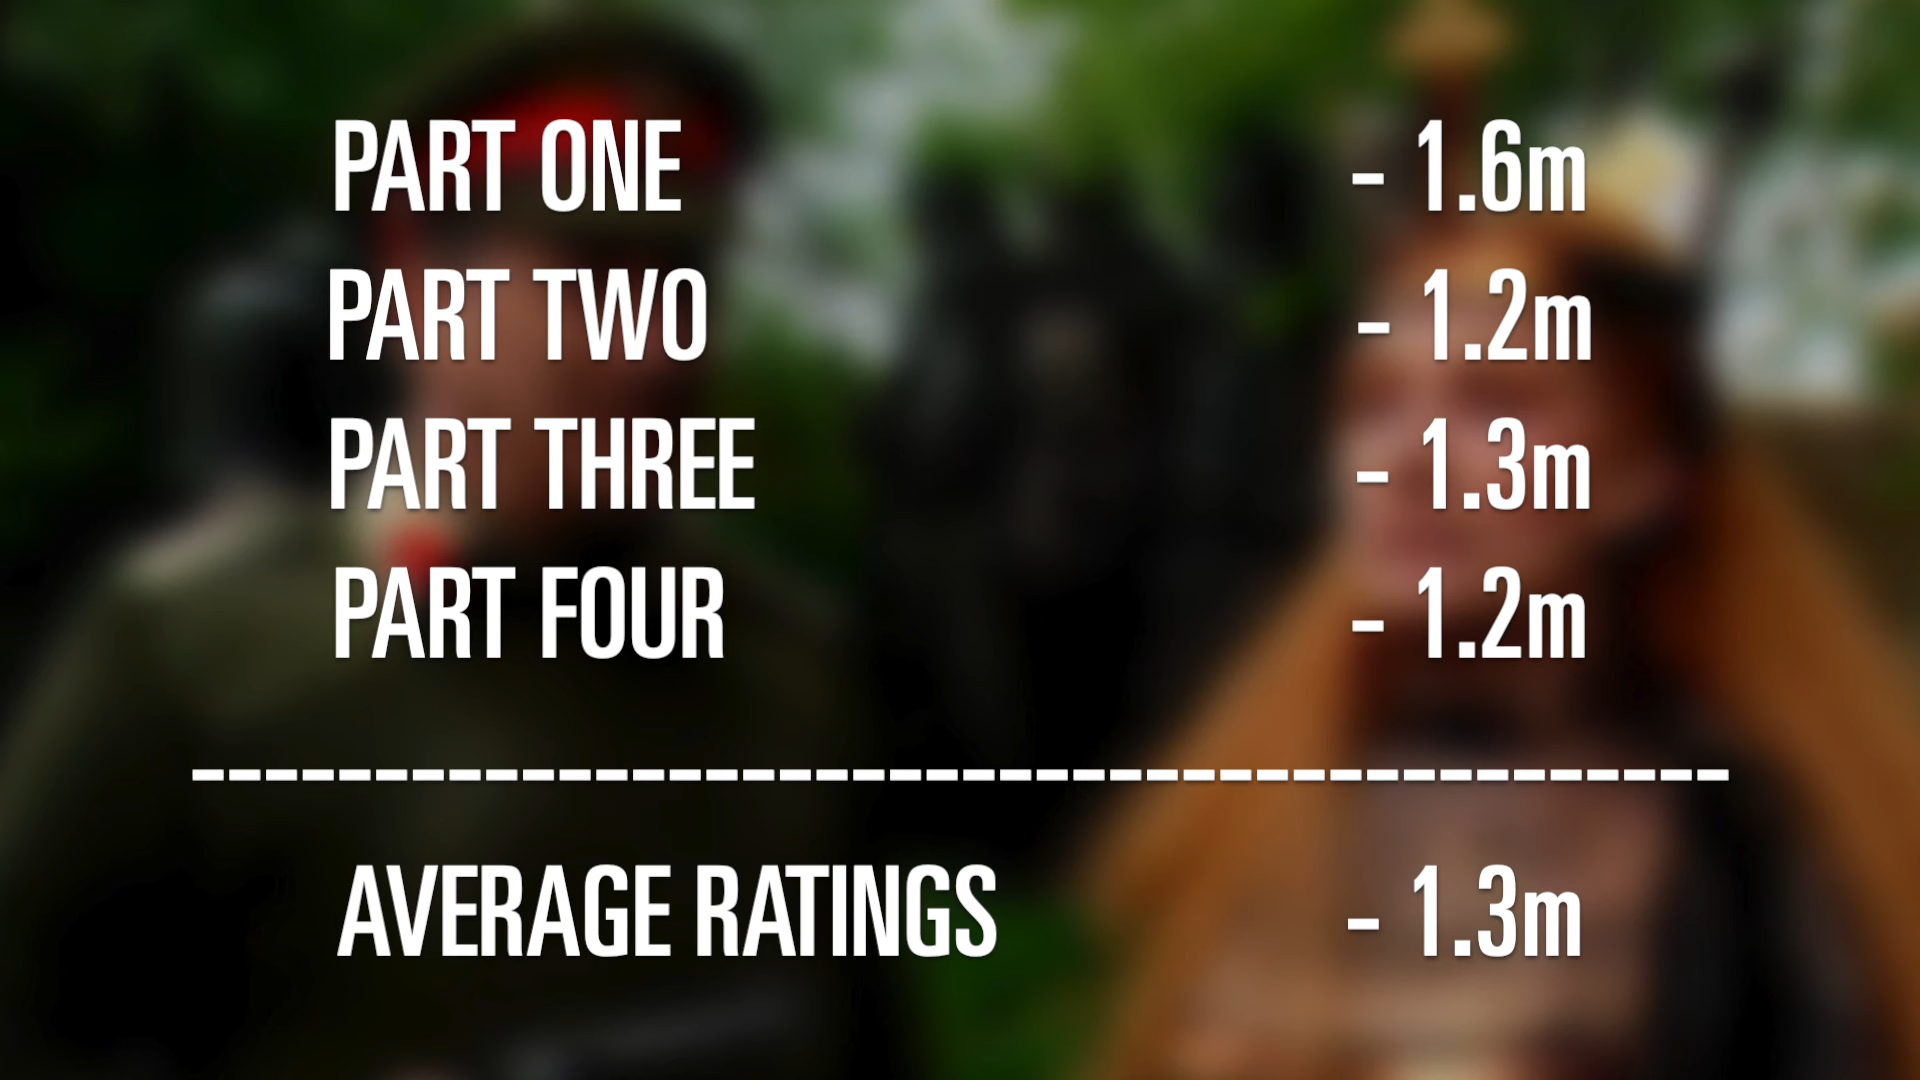 PART ONE - 1.6m
PART TWO - 1.2m
PART THREE - 1.3m
PART FOUR - 1.2m
------------------------------------------
AVERAGE RATINGS - 1.3m